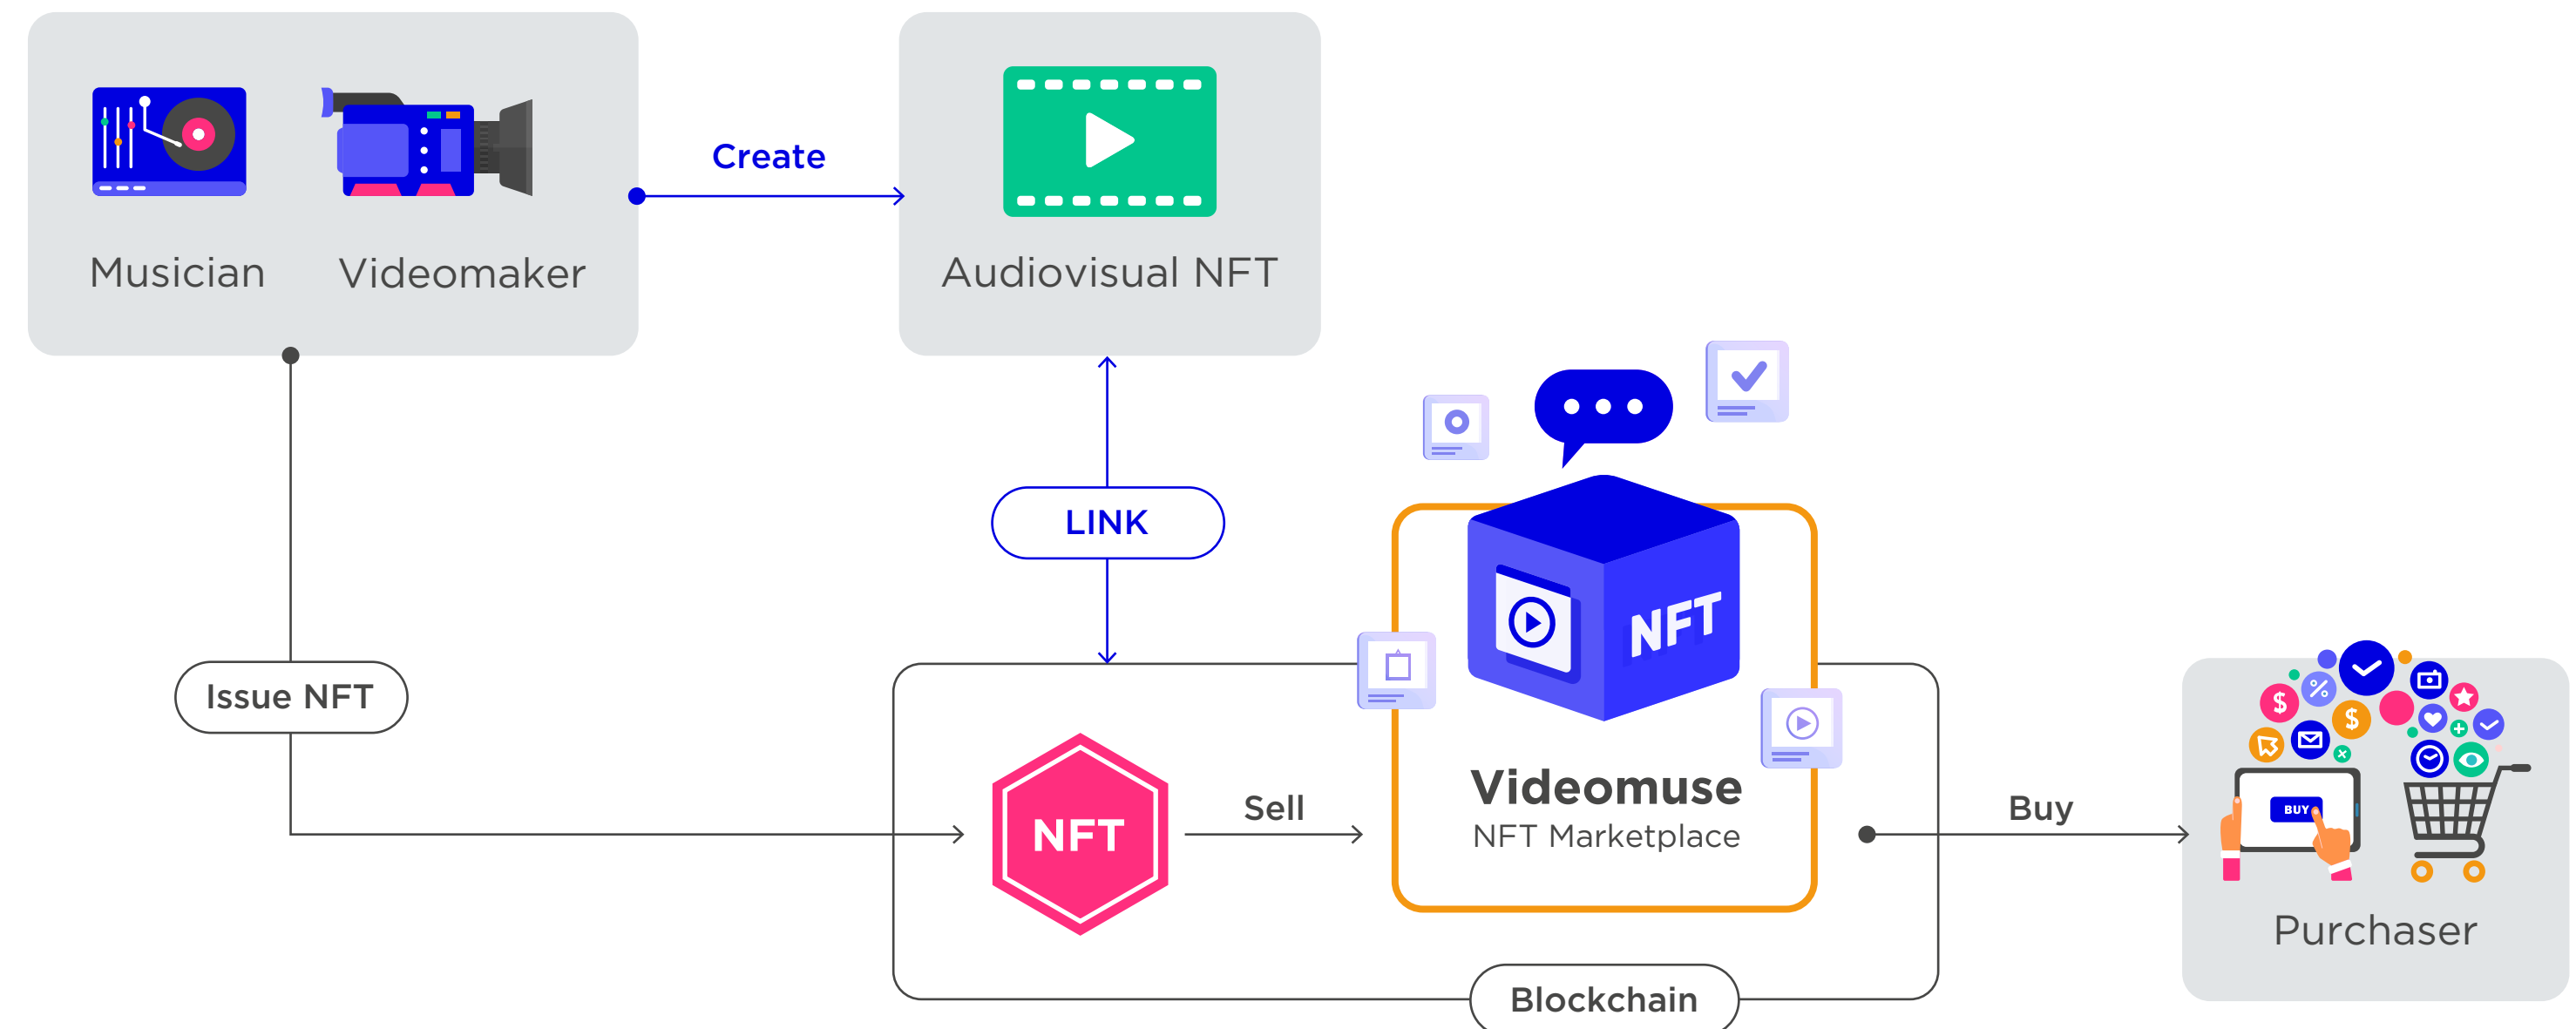 Create
Musician
Videomaker
Audiovisual NFT
LINK
Issue NFT
NFT
Sell
NFT
Videomuse
NFT Marketplace
Buy
BUY
Purchaser
Blockchain